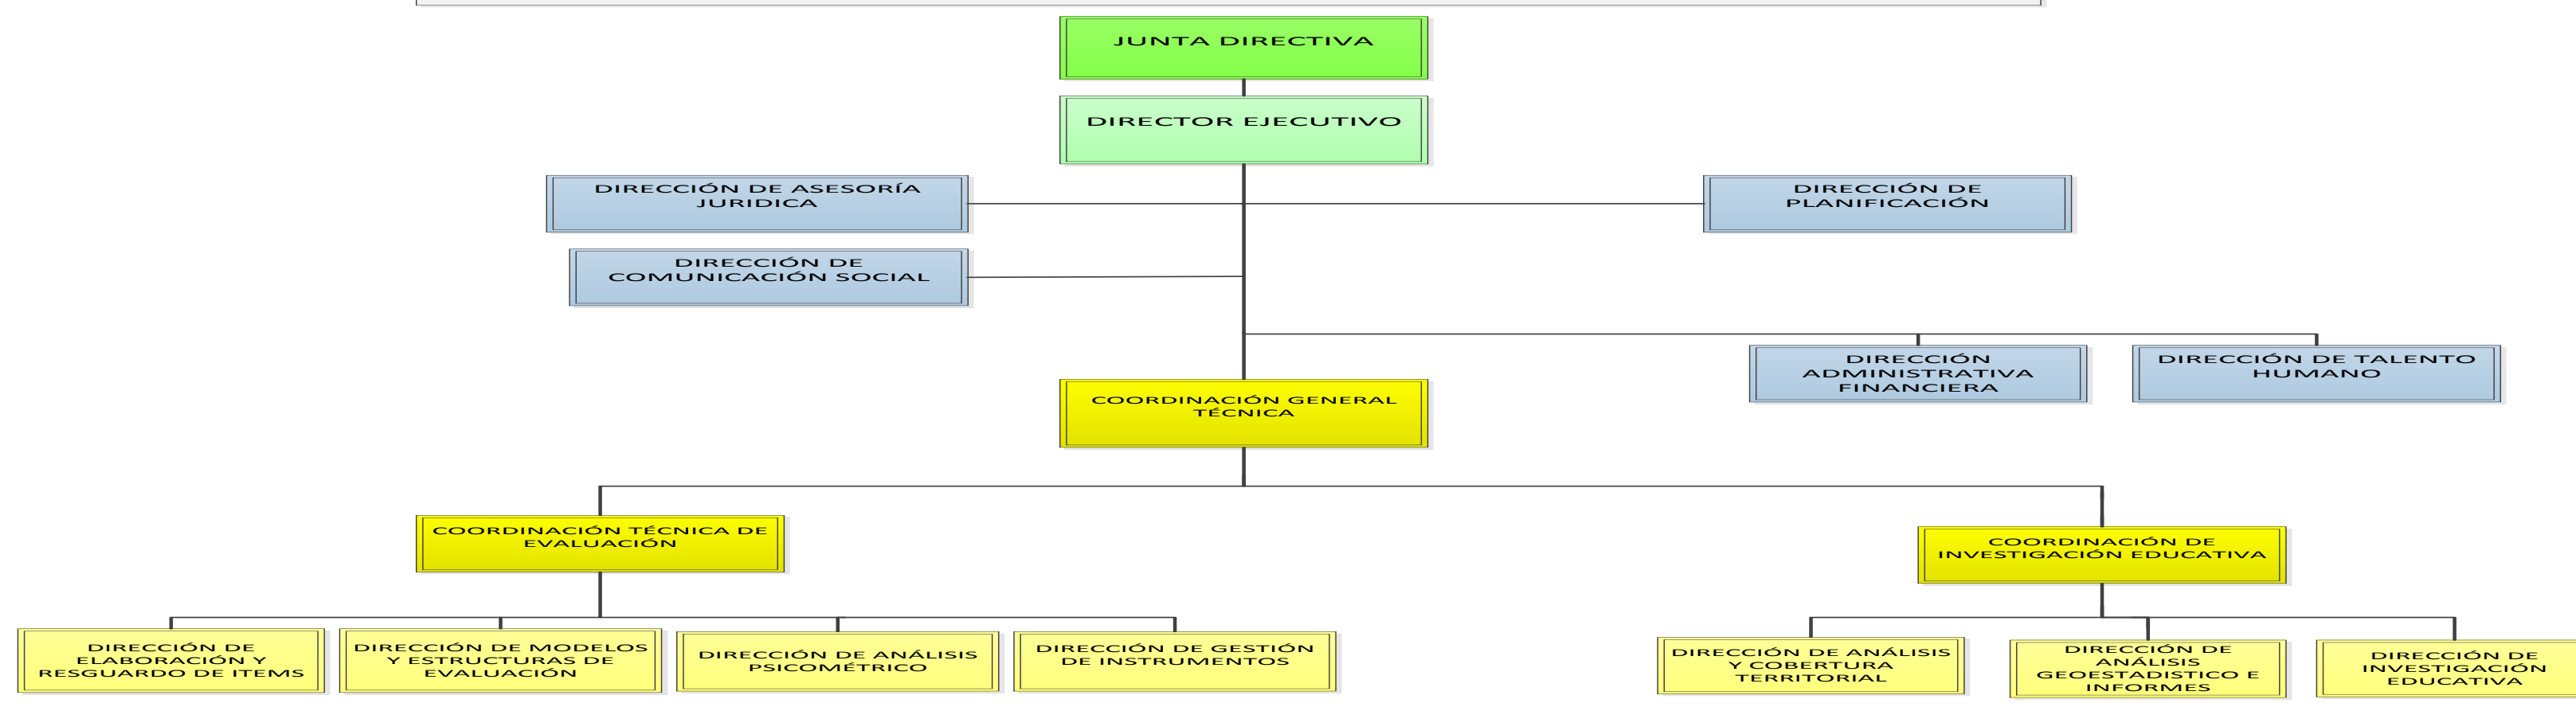 JUNTA DIRECTIVA
DIRECTOR EJECUTIVO
DIRECCIÓN DE ASESORÍA
JURIDICA
DIRECCIÓN DE
PLANIFICACIÓN
DIRECCIÓN DE
COMUNICACIÓN SOCIAL
DIRECCIÓN
ADMINISTRATIVA
FINANCIERA
DIRECCIÓN DE TALENTO
HUMANO
COORDINACIÓN GENERAL
TÉCNICA
COORDINACIÓN TÉCNICA DE
EVALUACIÓN
COORDINACIÓN DE
INVESTIGACIÓN EDUCATIVA
DIRECCIÓN DE
ELABORACIÓN Y
RESGUARDO DE ITEMS
DIRECCIÓN DE MODELOS
Y ESTRUCTURAS DE
EVALUACIÓN
DIRECCIÓN DE ANÁLISIS
PSICOMÉTRICO
DIRECCIÓN DE GESTIÓN
DE INSTRUMENTOS
DIRECCIÓN DE ANÁLISIS
Y COBERTURA
TERRITORIAL
DIRECCIÓN DE
ANÁLISIS
GEOESTADISTICO E
INFORMES
DIRECCIÓN DE
INVESTIGACIÓN
EDUCATIVA